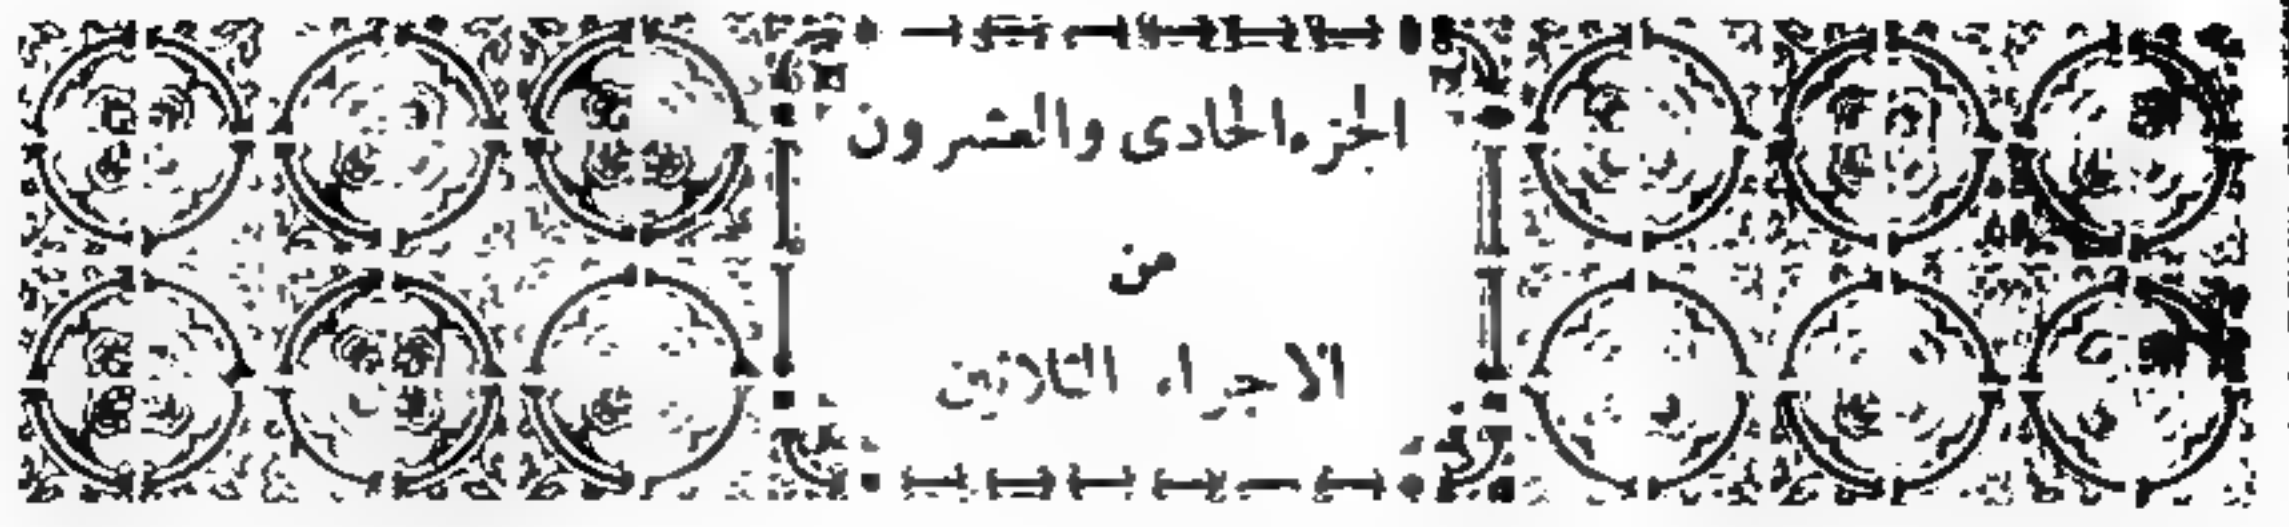 الجزء الحادى والعشرون
من
الاجزاء الثلاثين